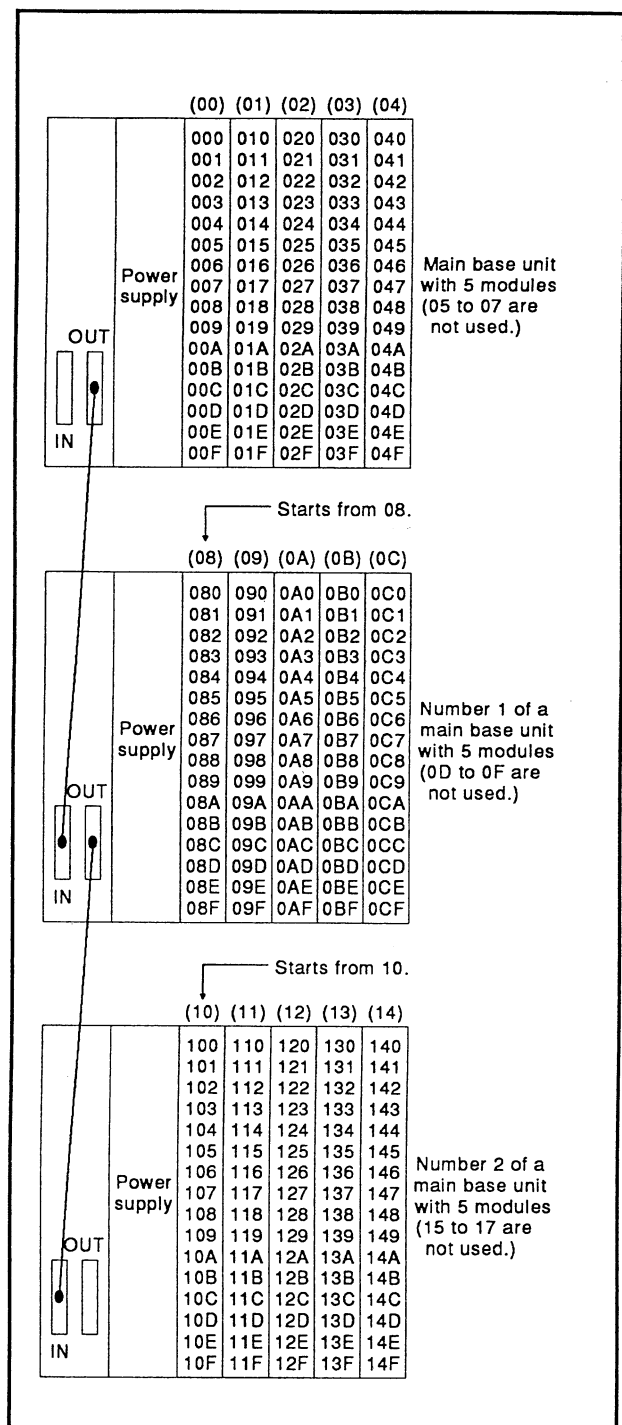 (00) (01) (02) (03) (04)
000 010 020 030 040
001 011 021 031 041
002 012 022 032 042
003 013 023 033 043
004 014 024 034 044
005 015 025 035 045
006 016 026 036 046
007 017 027 037 047
008 018 028 038 048
009 019 029 039 049
00A 01A 02A 03A 04A
00B 01B 02B 03B 04B
00C 01C 02C 03C 04C
00D 01D 02D 03D 04D
00E 01E 02E 03E 04E
00F 01F 02F 03F 04F
Power
supply
OUT
IN
Main base unit
with 5 modules
(05 to 07 are
not used.)
Starts from 08.
(08) (09) (0A) (0B) (0C)
080 090 0A0 0B0 0C0
081 091 0A1 0B1 0C1
082 092 0A2 0B2 0C2
083 093 0A3 0B3 0C3
084 094 0A4 0B4 0C4
085 095 0A5 0B5 0C5
086 096 0A6 0B6 0C6
087 097 0A7 0B7 0C7
088 098 0A8 0B8 0C8
089 099 0A9 0B9 0C9
08A 09A 0AA 0BA 0CA
08B 09B 0AB 0BB 0CB
08C 09C 0AC 0BC 0CC
08D 09D 0AD 0BD 0CD
08E 09E 0AE 0BE 0CE
08F 09F 0AF 0BF 0CF
Power
supply
OUT
IN
Number 1 of a
main base unit
with 5 modules
(0D to 0F are
not used.)
Starts from 10.
(10) (11) (12) (13) (14)
100 110 120 130 140
101 111 121 131 141
102 112 122 132 142
103 113 123 133 143
104 114 124 134 144
105 115 125 135 145
106 116 126 136 146
107 117 127 137 147
108 118 128 138 148
109 119 129 139 149
10A 11A 12A 13A 14A
10B 11B 12B 13B 14B
10C 11C 12C 13C 14C
10D 11D 12D 13D 14D
10E 11E 12E 13E 14E
10F 11F 12F 13F 14F
Power
supply
OUT
IN
Number 2 of a
main base unit
with 5 modules
(15 to 17 are
not used.)